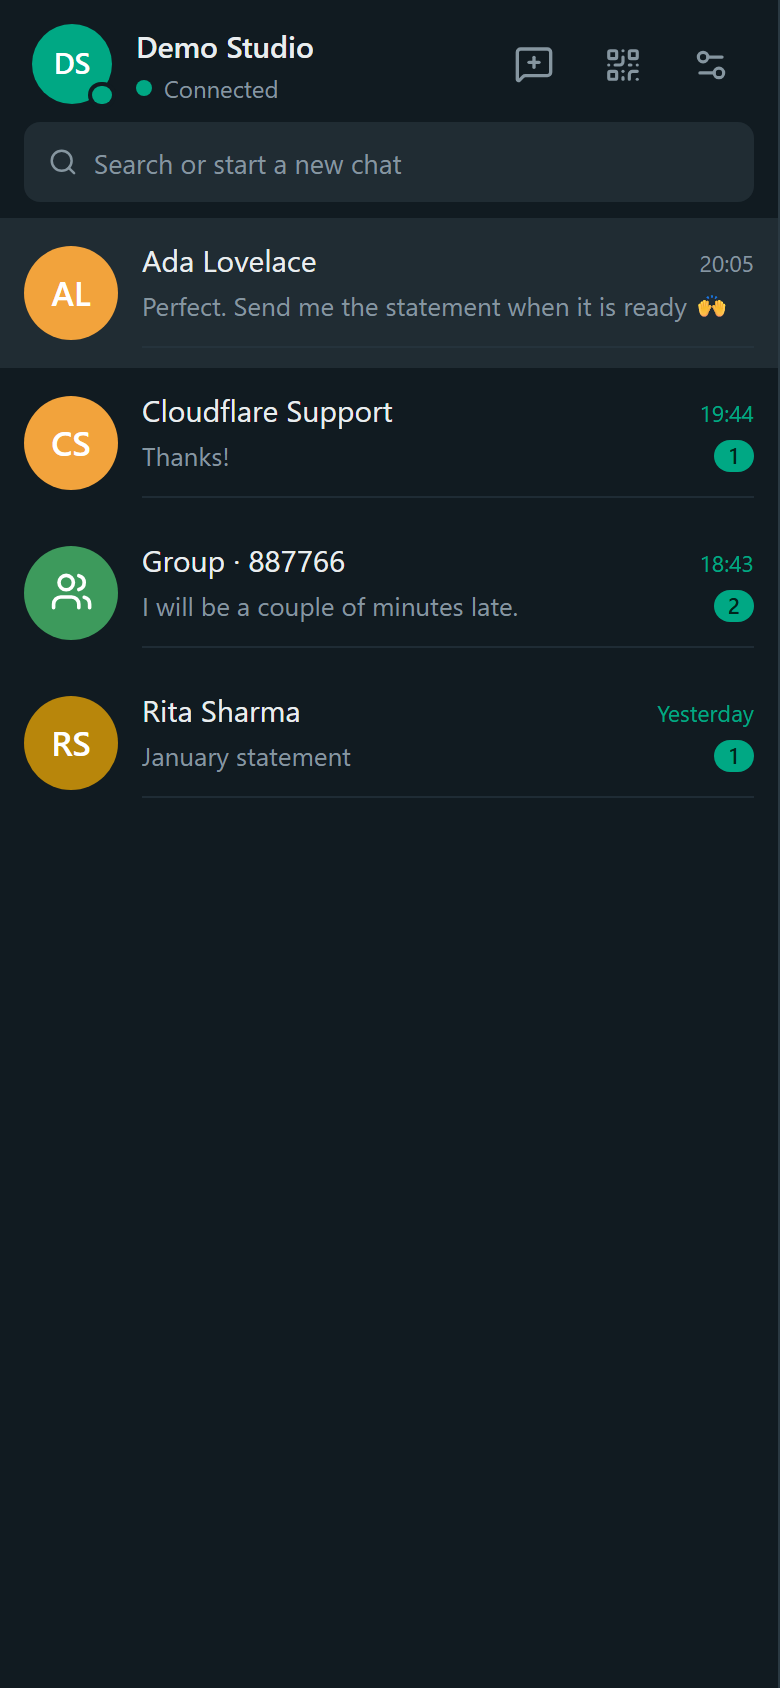 DS
Demo Studio
Connected
Search or start a new chat
AL
Ada Lovelace
20:05
Perfect. Send me the statement when it is ready 🙌
CS
Cloudflare Support
19:44
Thanks!
1
Group · 887766
18:43
I will be a couple of minutes late.
2
RS
Rita Sharma
Yesterday
January statement
1